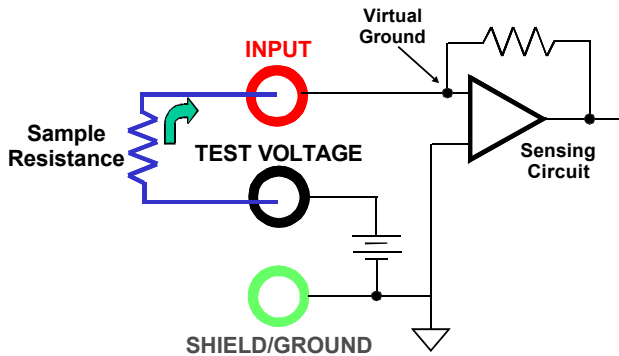 Virtual
Ground
INPUT
Sample
Resistance
TEST VOLTAGE
Sensing
Circuit
SHIELD/GROUND